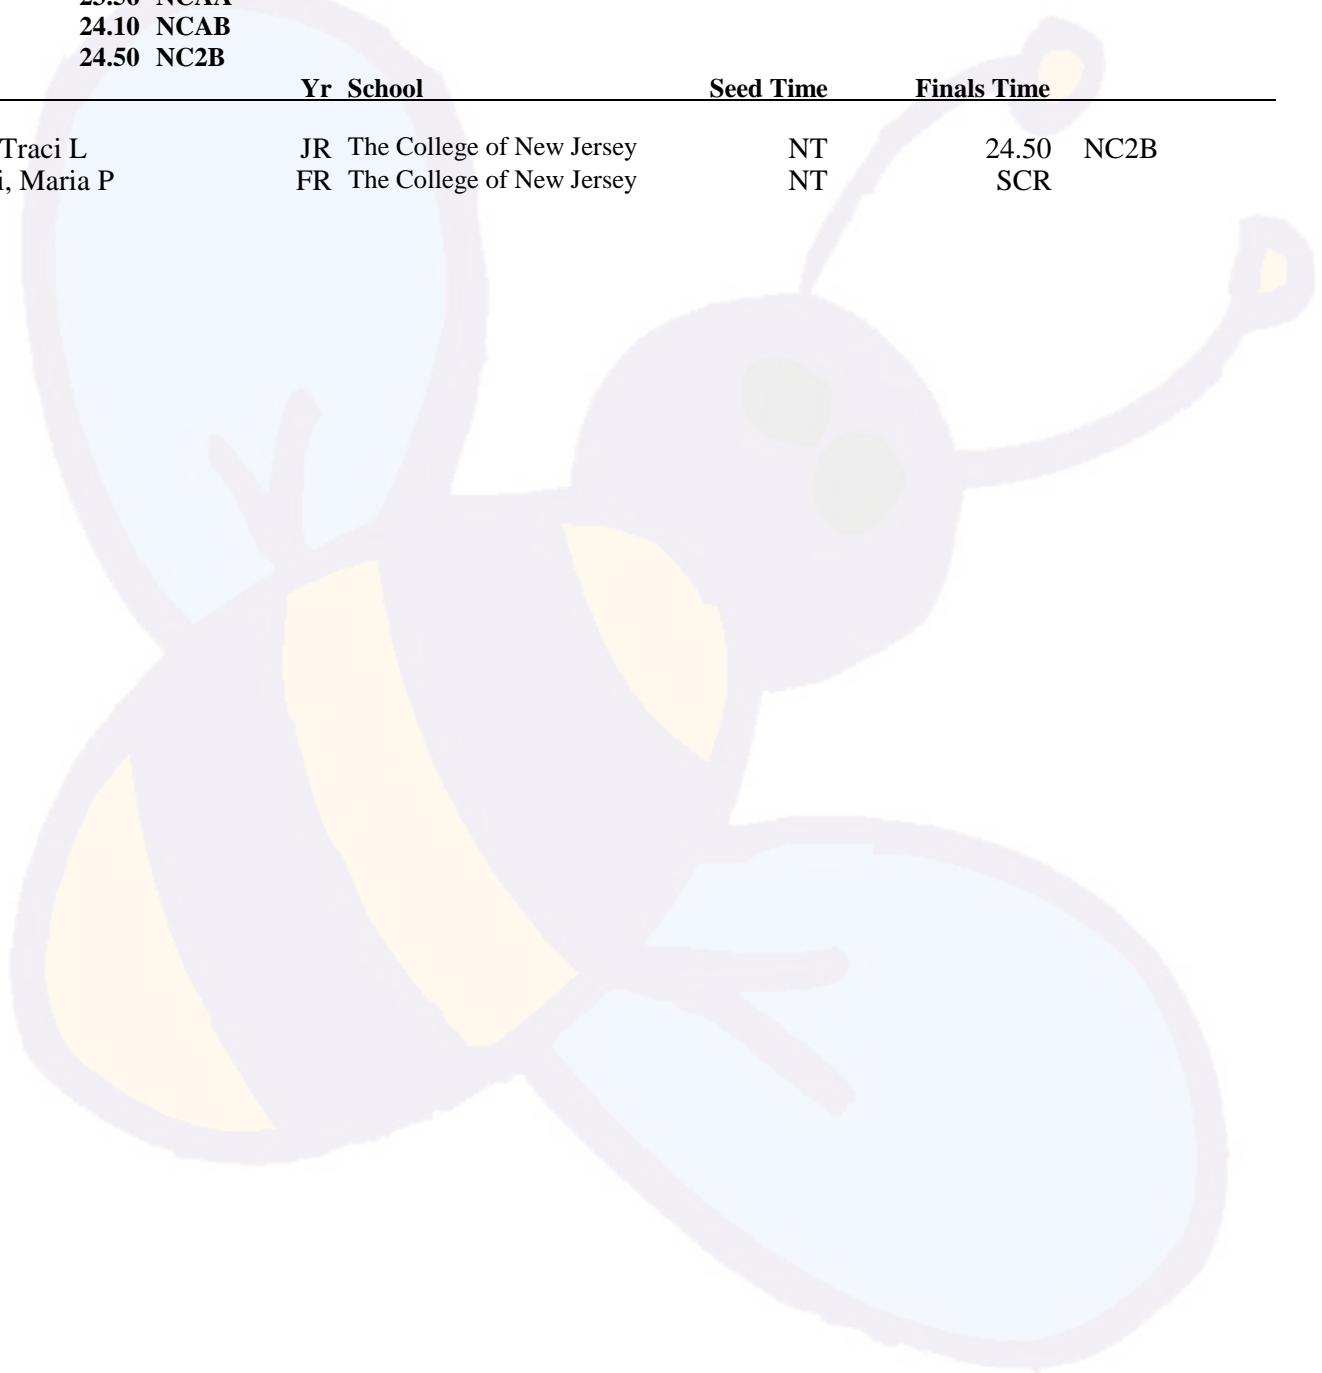 24.10 NCAB
24.50 NC2B
Yr School Seed Time Finals Time
Traci L JR The College of New Jersey NT 24.50 NC2B
Maria P FR The College of New Jersey NT SCR